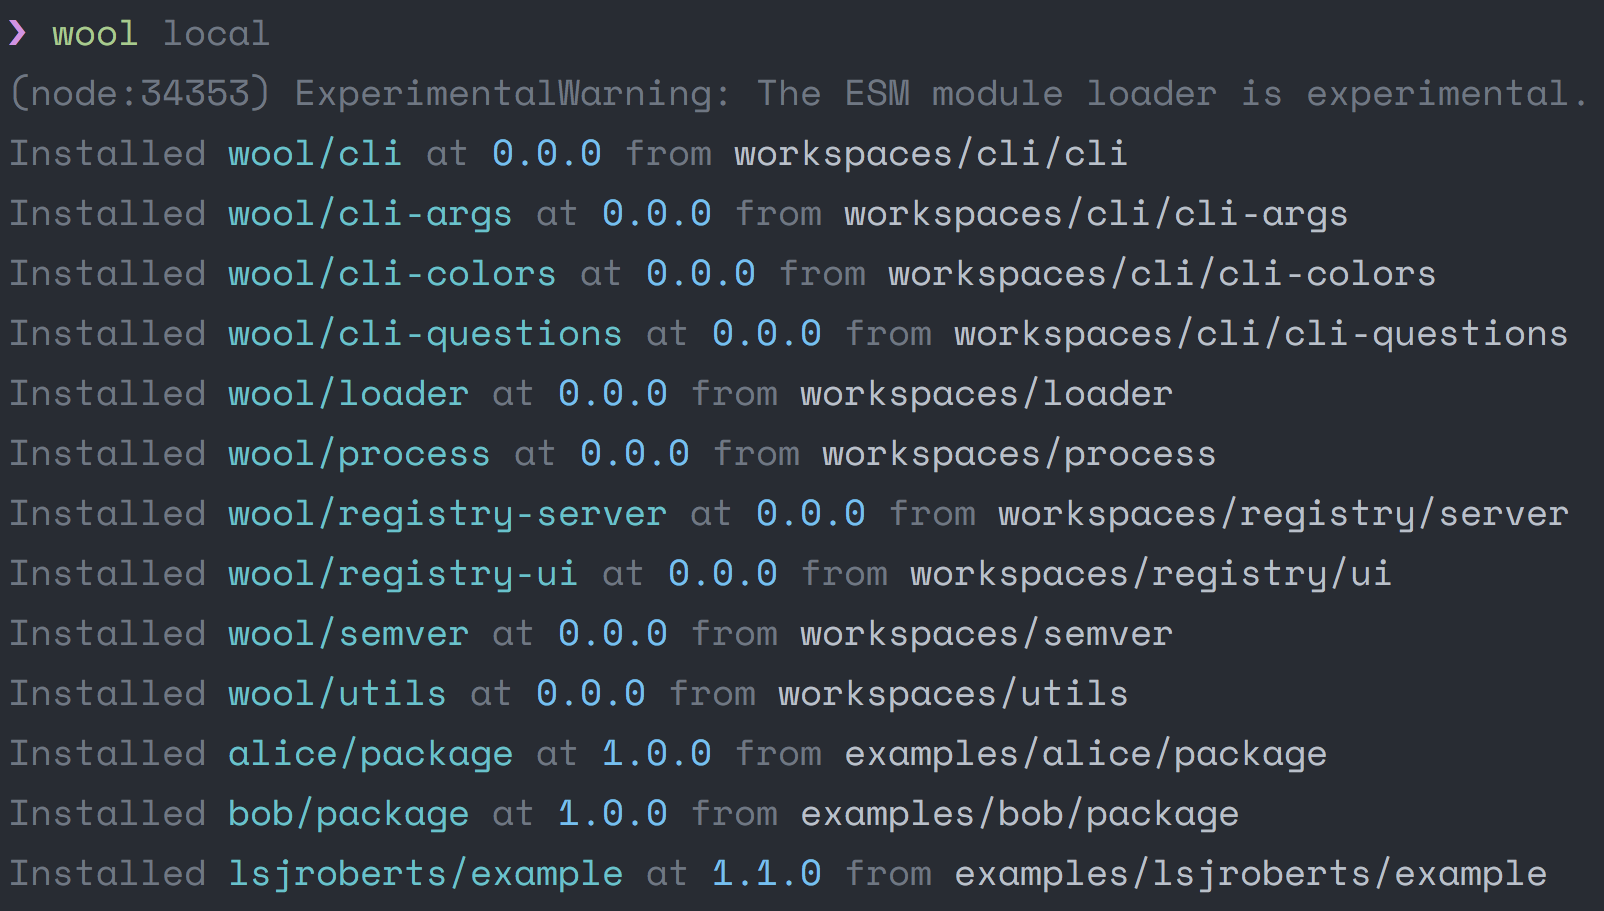 ❯ wool local
(node:34353) ExperimentalWarning: The ESM module loader is experimental.
Installed wool/cli at 0.0.0 from workspaces/cli/cli
Installed wool/cli-args at 0.0.0 from workspaces/cli/cli-args
Installed wool/cli-colors at 0.0.0 from workspaces/cli/cli-colors
Installed wool/cli-questions at 0.0.0 from workspaces/cli/cli-questions
Installed wool/loader at 0.0.0 from workspaces/loader
Installed wool/process at 0.0.0 from workspaces/process
Installed wool/registry-server at 0.0.0 from workspaces/registry/server
Installed wool/registry-ui at 0.0.0 from workspaces/registry/ui
Installed wool/semver at 0.0.0 from workspaces/semver
Installed wool/utils at 0.0.0 from workspaces/utils
Installed alice/package at 1.0.0 from examples/alice/package
Installed bob/package at 1.0.0 from examples/bob/package
Installed lsjroberts/example at 1.1.0 from examples/lsjroberts/example